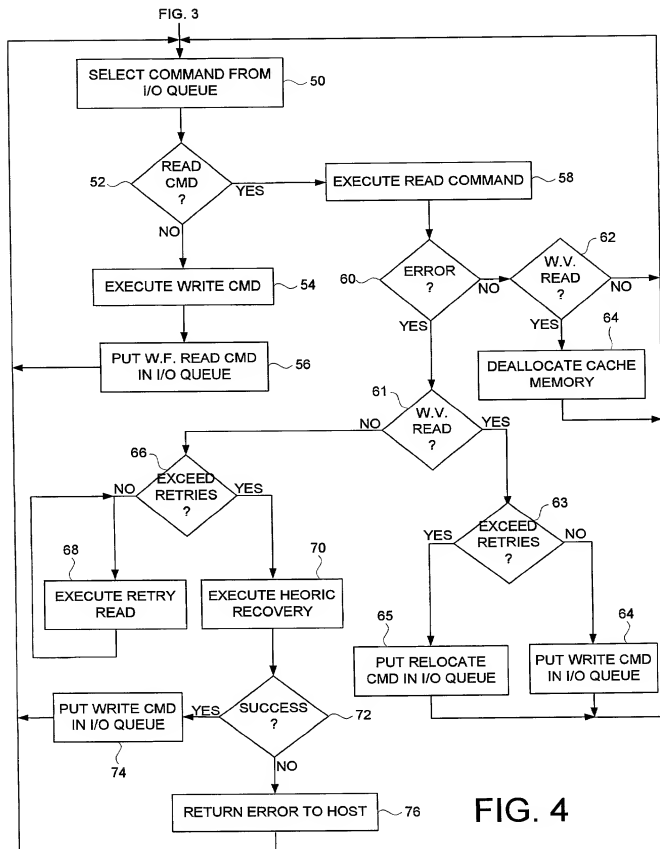 FIG. 3
SELECT COMMAND FROM
I/O QUEUE
50
READ
CMD
?
52
YES
NO
EXECUTE READ COMMAND
58
EXECUTE WRITE CMD
54
PUT W.F. READ CMD
IN I/O QUEUE
56
ERROR
?
60
NO
YES
W.V.
READ
?
62
NO
YES
64
DEALLOCATE CACHE
MEMORY
61
W.V.
READ
?
NO
YES
66
EXCEED
RETRIES
?
NO
YES
63
EXCEED
RETRIES
?
YES
NO
68
EXECUTE RETRY
READ
70
EXECUTE HEORIC
RECOVERY
65
PUT RELOCATE
CMD IN I/O QUEUE
64
PUT WRITE CMD
IN I/O QUEUE
PUT WRITE CMD
IN I/O QUEUE
74
YES
SUCCESS
?
72
NO
RETURN ERROR TO HOST
76
FIG. 4